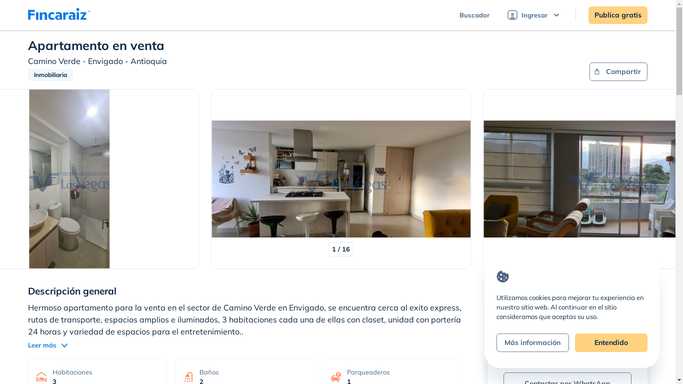 Fincaraiz
Buscador
Ingresar
Publica gratis
Apartamento en venta
Camino Verde - Envigado - Antioquia
Inmobiliaria
Compartir
1 / 16
Descripción general
Hermoso apartamento para la venta en el sector de Camino Verde en Envigado, se encuentra cerca al exito express,
rutas de transporte, espacios amplios e iluminados, 3 habitaciones cada una de ellas con closet, unidad con portería
24 horas y variedad de espacios para el entretenimiento..
Leer más
Habitaciones
3
Baños
2
Parqueaderos
1
Utilizamos cookies para mejorar tu experiencia en
nuestro sitio web. Al continuar en el sitio
consideramos que aceptas su uso.
Más información
Entendido
Contactar por WhatsApp